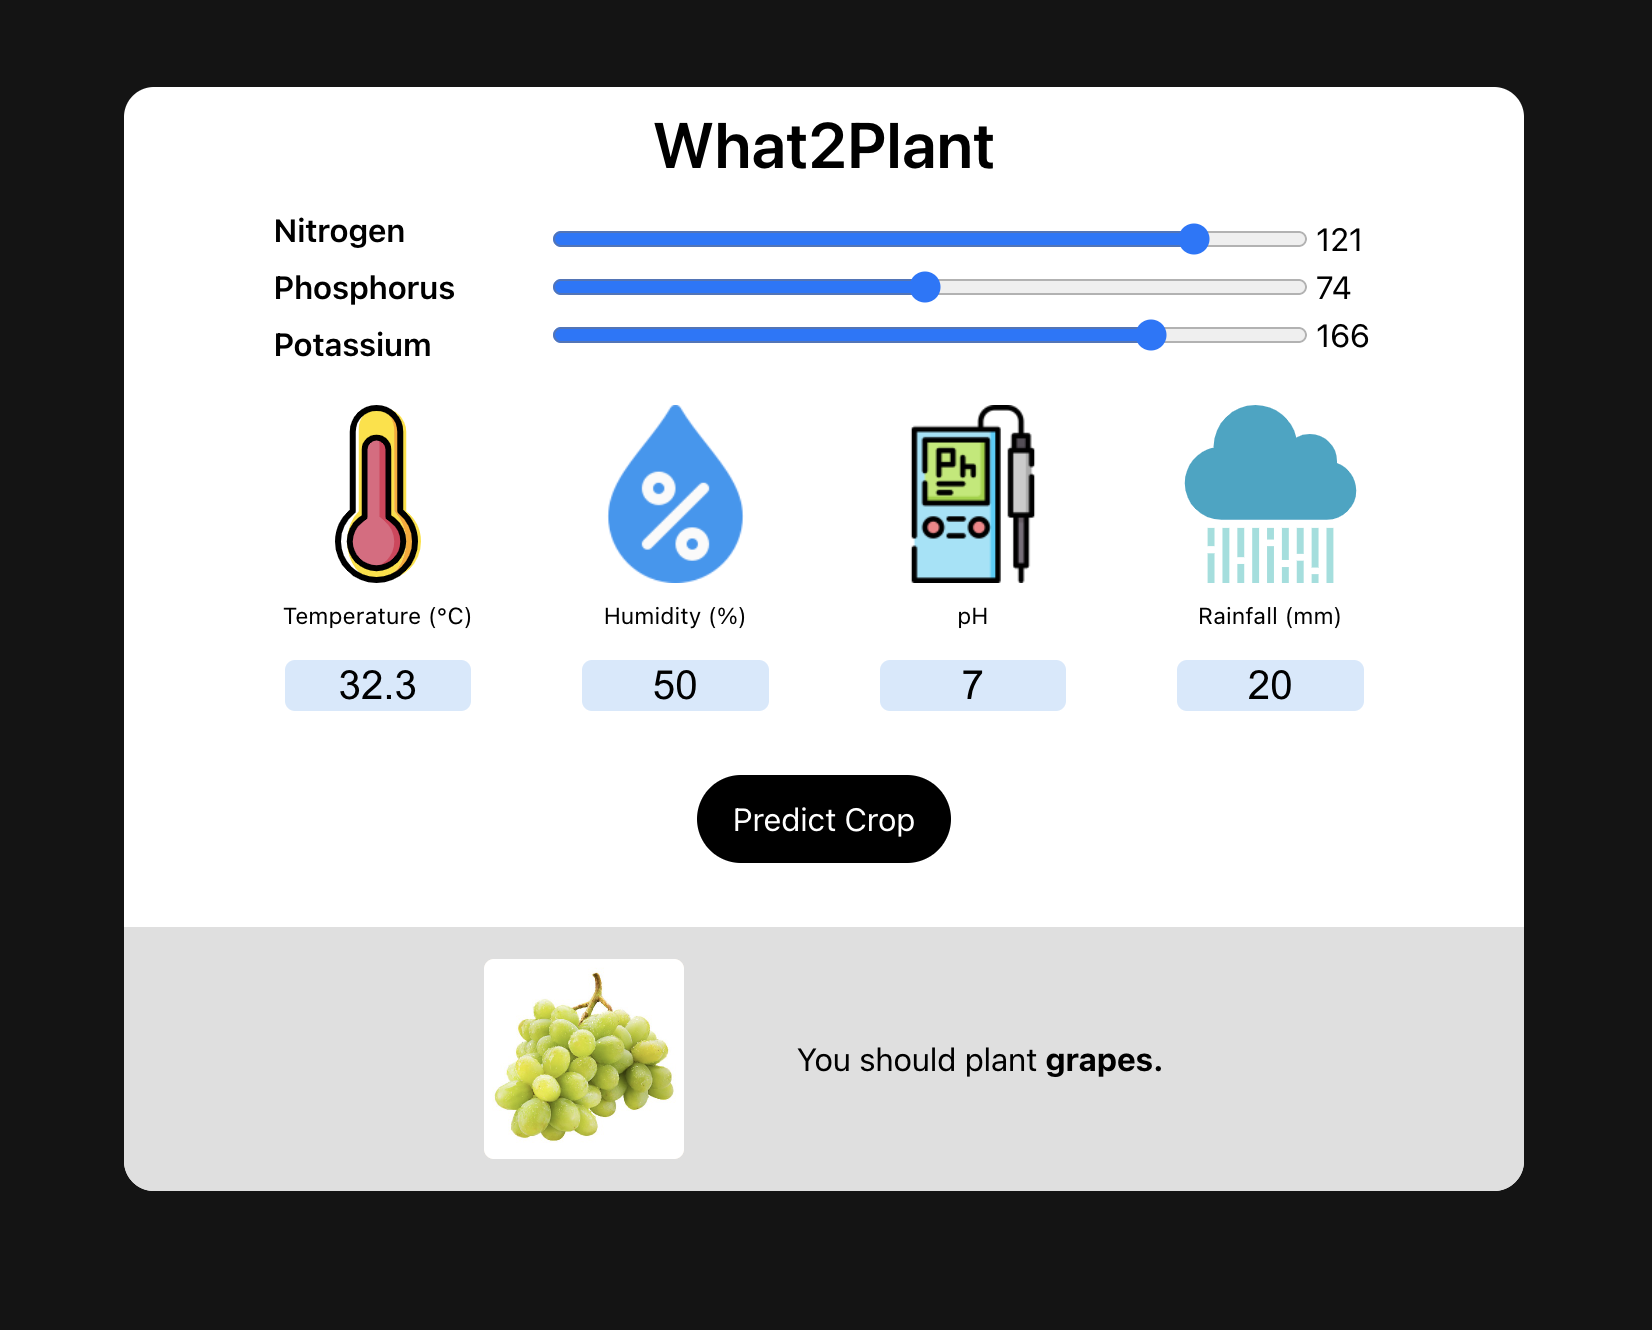 What2Plant
Nitrogen 121
Phosphorus 74
Potassium 166
Ph
Temperature (°C) Humidity (%) pH Rainfall (mm)
32.3 50 7 20
Predict Crop
You should plant grapes.